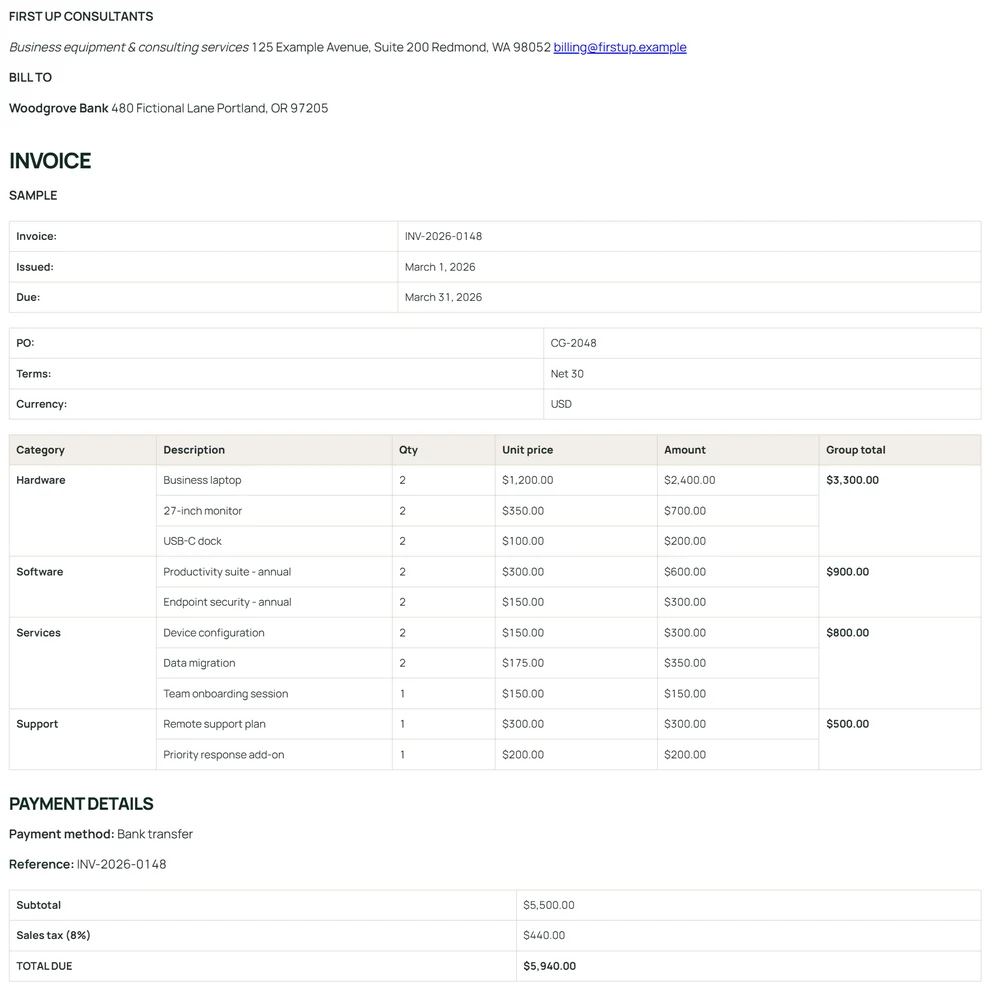 FIRST UP CONSULTANTS
Business equipment & consulting services 125 Example Avenue, Suite 200 Redmond, WA 98052 billing@firstup.example
BILL TO
Woodgrove Bank 480 Fictional Lane Portland, OR 97205
INVOICE
SAMPLE
Invoice: INV-2026-0148
Issued: March 1, 2026
Due: March 31, 2026
PO: CG-2048
Terms: Net 30
Currency: USD
Category Description Qty Unit price Amount Group total
Hardware Business laptop 2 $1,200.00 $2,400.00 $3,300.00
27-inch monitor 2 $350.00 $700.00
USB-C dock 2 $100.00 $200.00
Software Productivity suite - annual 2 $300.00 $600.00 $900.00
Endpoint security - annual 2 $150.00 $300.00
Services Device configuration 2 $150.00 $300.00 $800.00
Data migration 2 $175.00 $350.00
Team onboarding session 1 $150.00 $150.00
Support Remote support plan 1 $300.00 $300.00 $500.00
Priority response add-on 1 $200.00 $200.00
PAYMENT DETAILS
Payment method: Bank transfer
Reference: INV-2026-0148
Subtotal $5,500.00
Sales tax (8%) $440.00
TOTAL DUE $5,940.00